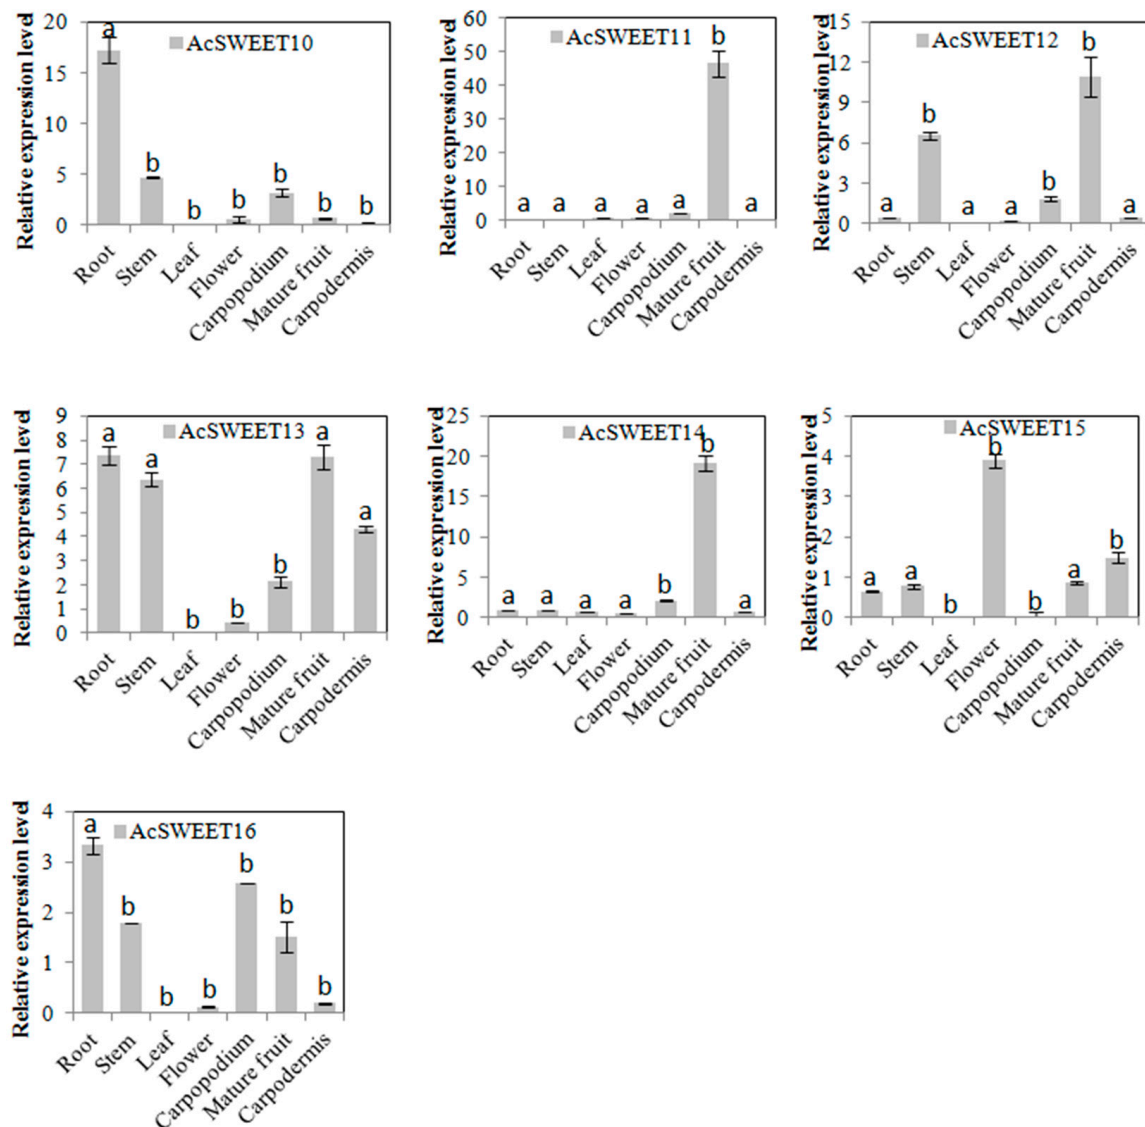 Relative expression level
20
15
10
5
0
AcSWEET10
a
b
b
b
b
b
b
Root
Stem
Leaf
Flower
Carpopodium
Mature fruit
Carpodermis
Relative expression level
60
50
40
30
20
10
0
AcSWEET11
a
a
a
a
a
b
a
Root
Stem
Leaf
Flower
Carpopodium
Mature fruit
Carpodermis
Relative expression level
15
12
9
6
3
0
AcSWEET12
a
b
a
a
b
b
a
Root
Stem
Leaf
Flower
Carpopodium
Mature fruit
Carpodermis
Relative expression level
9
8
7
6
5
4
3
2
1
0
AcSWEET13
a
a
b
b
b
a
a
Root
Stem
Leaf
Flower
Carpopodium
Mature fruit
Carpodermis
Relative expression level
25
20
15
10
5
0
AcSWEET14
a
a
a
a
b
b
a
Root
Stem
Leaf
Flower
Carpopodium
Mature fruit
Carpodermis
Relative expression level
5
4
3
2
1
0
AcSWEET15
a
a
b
b
b
a
b
Root
Stem
Leaf
Flower
Carpopodium
Mature fruit
Carpodermis
Relative expression level
4
3
2
1
0
AcSWEET16
a
b
b
b
b
b
b
Root
Stem
Leaf
Flower
Carpopodium
Mature fruit
Carpodermis